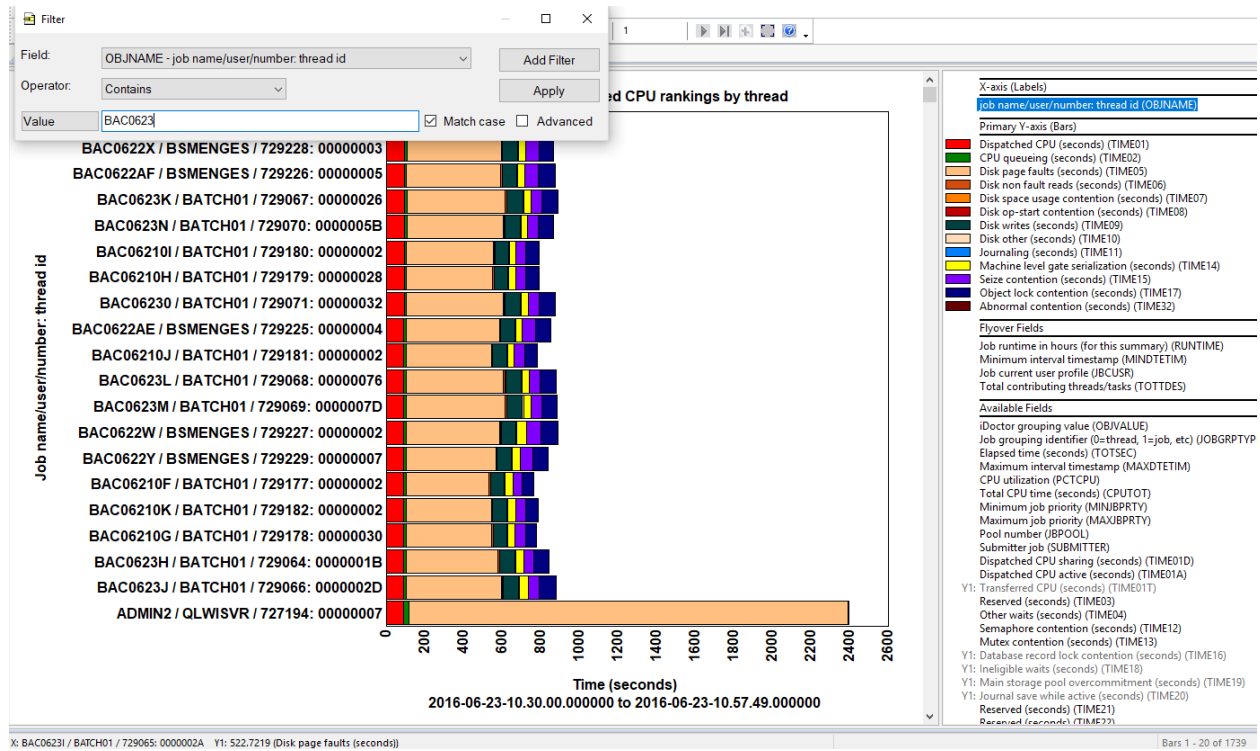 Filter
Field:
OBJNAME - job name/user/number: thread id
Add Filter
Operator:
Contains
Apply
Value
BAC0623
Match case
Advanced
1
d CPU rankings by thread
Job name/user/number: thread id
BAC0622X / BSMENGES / 729228: 00000003
BAC0622AF / BSMENGES / 729226: 00000005
BAC0623K / BATCH01 / 729067: 00000026
BAC0623N / BATCH01 / 729070: 0000005B
BAC06210I / BATCH01 / 729180: 00000002
BAC06210H / BATCH01 / 729179: 00000028
BAC06230 / BATCH01 / 729071: 00000032
BAC0622AE / BSMENGES / 729225: 00000004
BAC06210J / BATCH01 / 729181: 00000002
BAC0623L / BATCH01 / 729068: 00000076
BAC0623M / BATCH01 / 729069: 0000007D
BAC0622W / BSMENGES / 729227: 00000002
BAC0622Y / BSMENGES / 729229: 00000007
BAC06210F / BATCH01 / 729177: 00000002
BAC06210K / BATCH01 / 729182: 00000002
BAC06210G / BATCH01 / 729178: 00000030
BAC0623H / BATCH01 / 729064: 0000001B
BAC0623J / BATCH01 / 729066: 0000002D
ADMIN2 / QLWISVR / 727194: 00000007
0 200 400 600 800 1000 1200 1400 1600 1800 2000 2200 2400 2600
Time (seconds)
2016-06-23-10.30.00.000000 to 2016-06-23-10.57.49.000000
X-axis (Labels)
job name/user/number: thread id (OBJNAME)
Primary Y-axis (Bars)
Dispatched CPU (seconds) (TIME01)
CPU queueing (seconds) (TIME02)
Disk page faults (seconds) (TIME05)
Disk non fault reads (seconds) (TIME06)
Disk space usage contention (seconds) (TIME07)
Disk op-start contention (seconds) (TIME08)
Disk writes (seconds) (TIME09)
Disk other (seconds) (TIME10)
Journaling (seconds) (TIME11)
Machine level gate serialization (seconds) (TIME14)
Seize contention (seconds) (TIME15)
Object lock contention (seconds) (TIME17)
Abnormal contention (seconds) (TIME32)
Flyover Fields
Job runtime in hours (for this summary) (RUNTIME)
Minimum interval timestamp (MINDTETIM)
Job current user profile (JBCUSR)
Total contributing threads/tasks (TOTTDES)
Available Fields
iDoctor grouping value (OBJVALUE)
Job grouping identifier (0=thread, 1=job, etc) (JOBGRPTYP
Elapsed time (seconds) (TOTSEC)
Maximum interval timestamp (MAXDTETIM)
CPU utilization (PCTCPU)
Total CPU time (seconds) (CPUTOT)
Minimum job priority (MINJBPRTY)
Maximum job priority (MAXJBPRTY)
Pool number (JBPOOL)
Submitter job (SUBMITTER)
Dispatched CPU sharing (seconds) (TIME01D)
Dispatched CPU active (seconds) (TIME01A)
Y1: Transferred CPU (seconds) (TIME01T)
Reserved (seconds) (TIME03)
Other waits (seconds) (TIME04)
Semaphore contention (seconds) (TIME12)
Mutex contention (seconds) (TIME13)
Y1: Database record lock contention (seconds) (TIME16)
Y1: Ineligible waits (seconds) (TIME18)
Y1: Main storage pool overcommitment (seconds) (TIME19)
Y1: Journal save while active (seconds) (TIME20)
Reserved (seconds) (TIME21)
Reserved (seconds) (TIME22)
X: BAC0623I / BATCH01 / 729065: 0000002A Y1: 522.7219 (Disk page faults (seconds))
Bars 1 - 20 of 1739